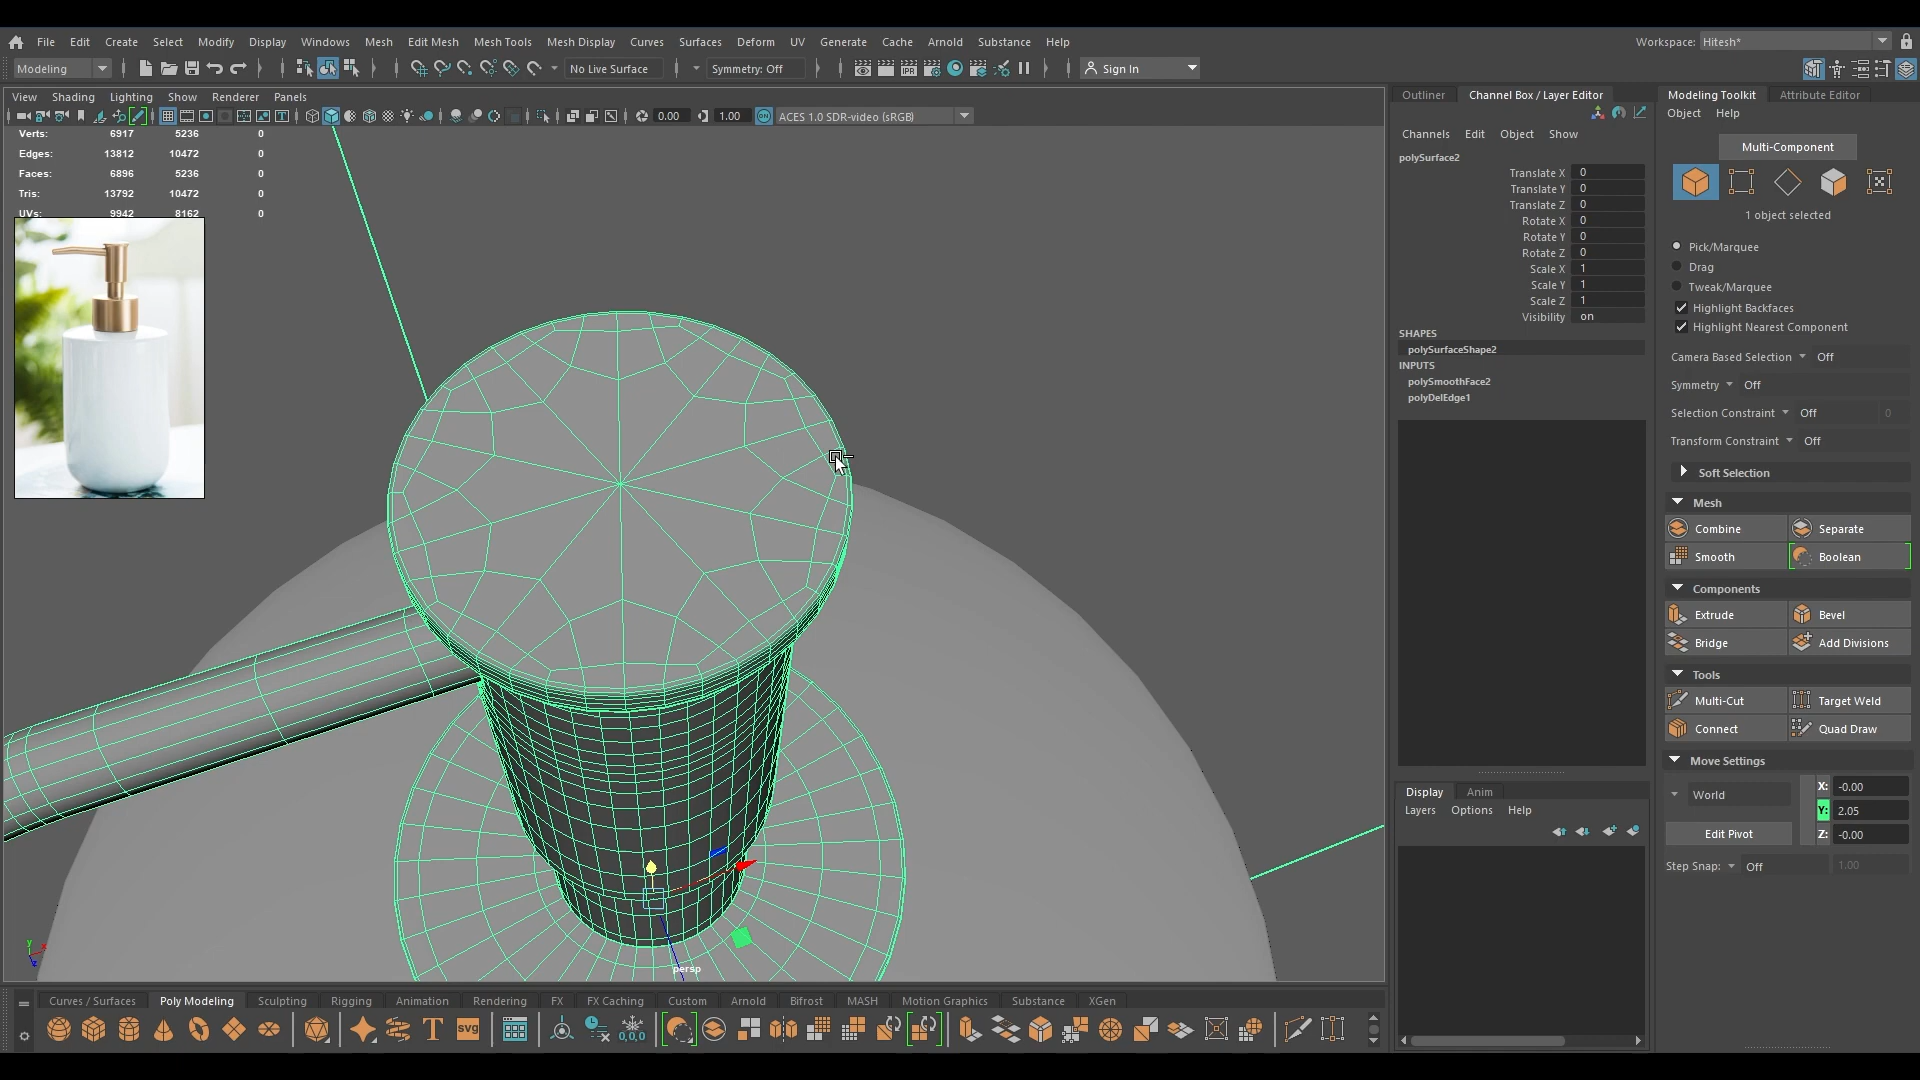 File Edit Create Select Modify Display Windows Mesh Edit Mesh Mesh Tools Mesh Display Curves Surfaces Deform UV Generate Cache Arnold Substance Help
Workspace: Hitesh*
Modeling
No Live Surface
Symmetry: Off
IPR
Sign In
View Shading Lighting Show Renderer Panels
0.00
1.00
ACES 1.0 SDR-video (sRGB)
Verts: 6917 5236 0
Edges: 13812 10472 0
Faces: 6896 5236 0
Tris: 13792 10472 0
UVs: 9942 8162 0
persp
Outliner Channel Box / Layer Editor
Channels Edit Object Show
polySurface2
Translate X 0
Translate Y 0
Translate Z 0
Rotate X 0
Rotate Y 0
Rotate Z 0
Scale X 1
Scale Y 1
Scale Z 1
Visibility on
SHAPES
polySurfaceShape2
INPUTS
polySmoothFace2
polyDelEdge1
Display Anim
Layers Options Help
Modeling Toolkit Attribute Editor
Object Help
Multi-Component
1 object selected
Pick/Marquee
Drag
Tweak/Marquee
Highlight Backfaces
Highlight Nearest Component
Camera Based Selection Off
Symmetry Off
Selection Constraint Off 0
Transform Constraint Off
Soft Selection
Mesh
Combine Separate
Smooth Boolean
Components
Extrude Bevel
Bridge Add Divisions
Tools
Multi-Cut Target Weld
Connect Quad Draw
Move Settings
World
X: -0.00
Y: 2.05
Edit Pivot
Z: -0.00
Step Snap: Off 1.00
Curves / Surfaces Poly Modeling Sculpting Rigging Animation Rendering FX FX Caching Custom Arnold Bifrost MASH Motion Graphics Substance XGen
T
svg
0,0,0
y
x
z